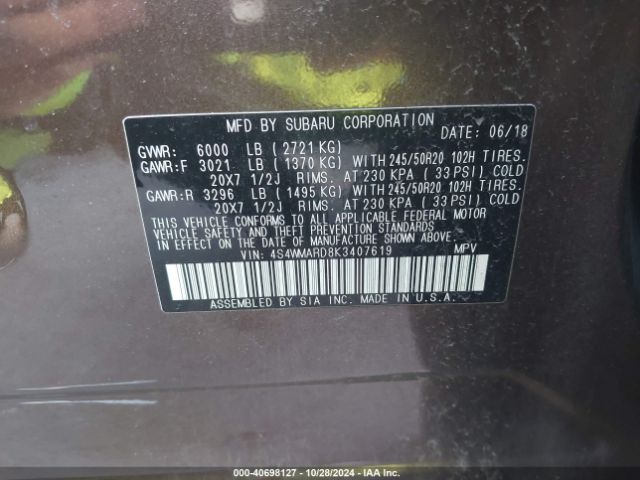 MFD BY SUBARU CORPORATION
DATE: 06/18
GVWR: 6000 LB ( 2721 KG)
GAWR:F 3021 LB ( 1370 KG) WITH 245/50R20 102H
20X7 1/2J RIMS. AT 230 KPA ( 33 PSI) COLD
GAWR:R 3296 LB ( 1495 KG) WITH 245/50R20 102H
20X7 1/2J RIMS. AT 230 KPA ( 33 PSI) COLD
THIS VEHICLE CONFORMS TO ALL APPLICABLE FEDERAL MOTOR
VEHICLE SAFETY AND THEFT PREVENTION STANDARDS
IN EFFECT ON THE DATE OF MANUFACTURE SHOWN ABOVE.
VIN: 4S4WMARD8K3407619 MPV
ASSEMBLED BY SIA INC. MADE IN U.S.A.
000-40698127 - 10/28/2024 - IAA Inc.